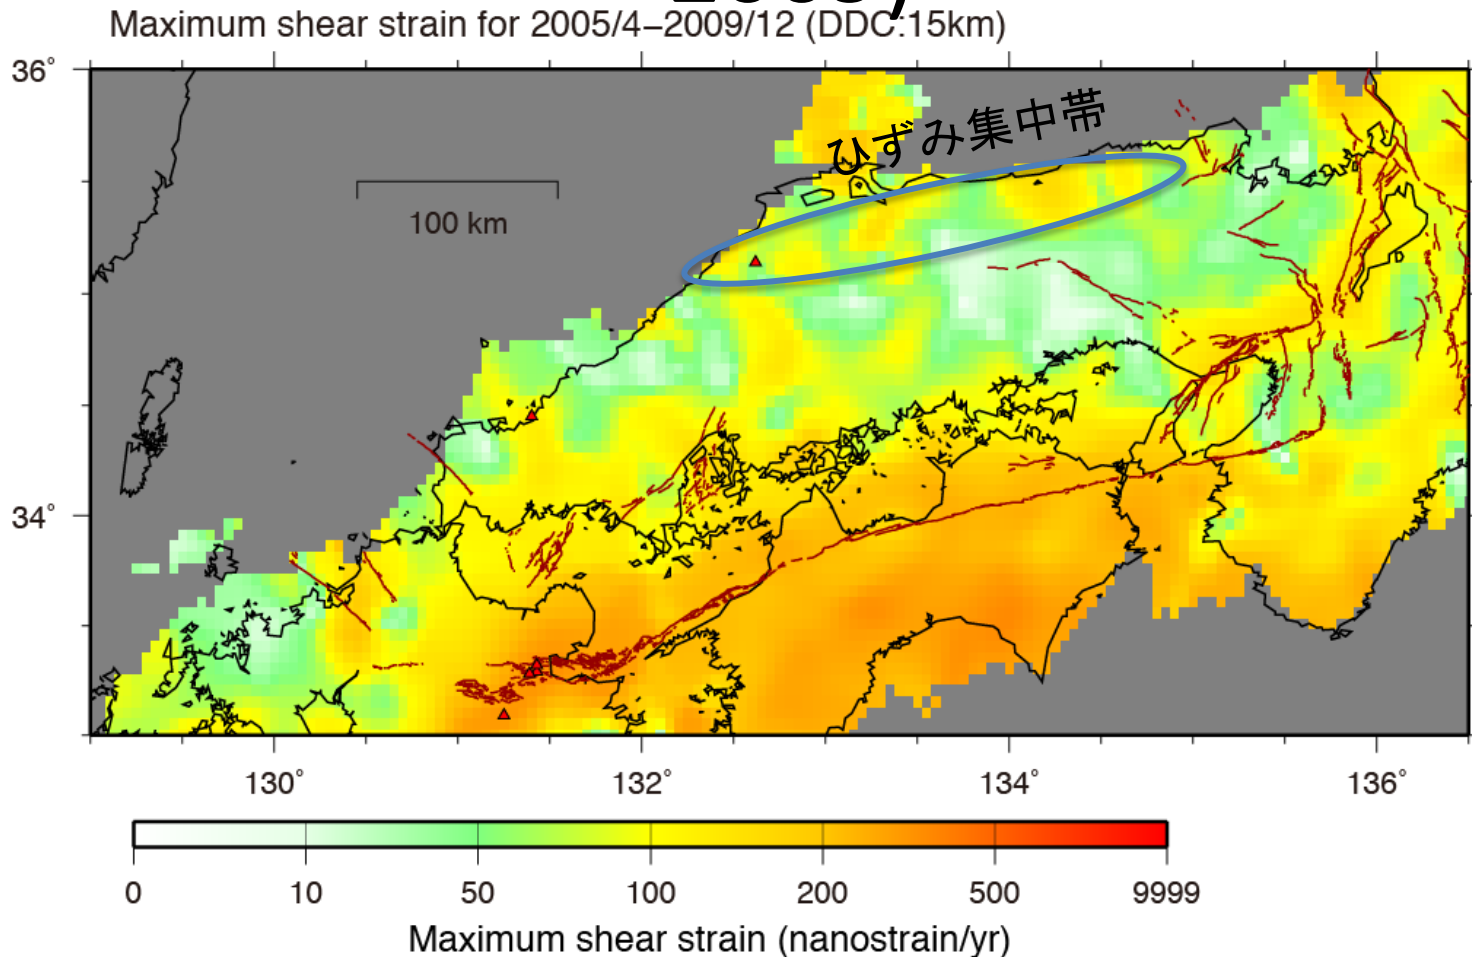 Maximum shear strain for 2005/4–2009/12 (DDC:15km)
36°
ひずみ集中帯
100 km
34°
130° 132° 134° 136°
0 10 50 100 200 500 9999
Maximum shear strain (nanostrain/yr)